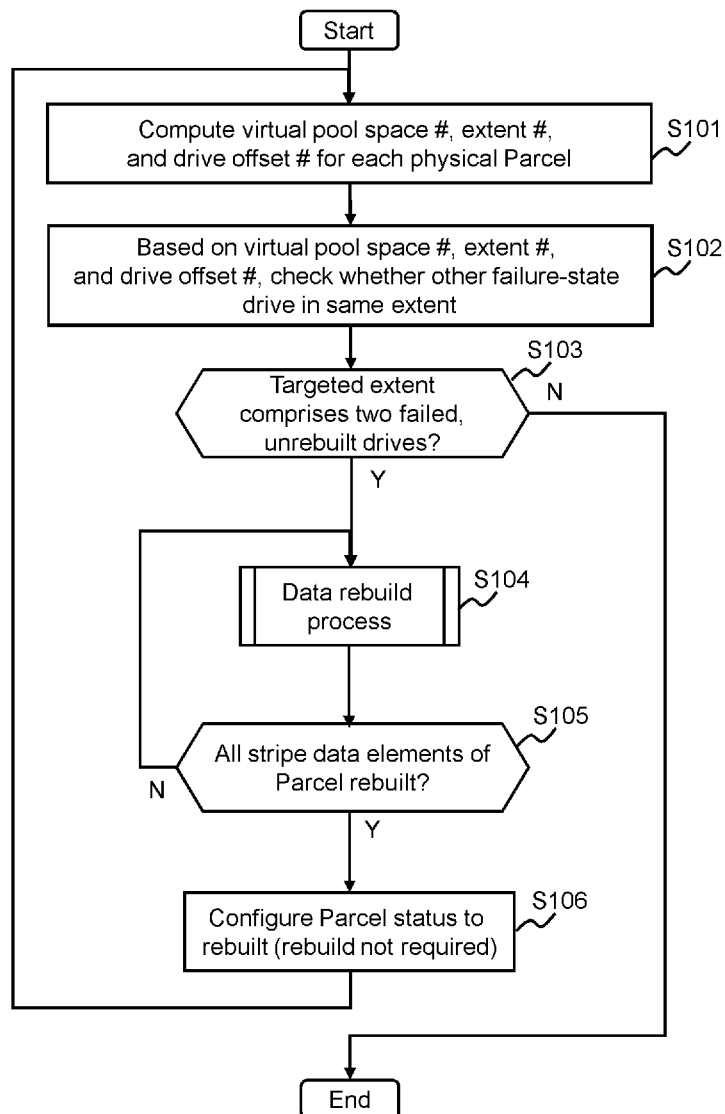 Start
Compute virtual pool space #, extent #,
and drive offset # for each physical Parcel
S101
Based on virtual pool space #, extent #,
and drive offset #, check whether other failure-state
drive in same extent
S102
S103
Targeted extent
comprises two failed,
unrebuilt drives?
N
Y
Data rebuild
process
S104
S105
All stripe data elements of
Parcel rebuilt?
N
Y
S106
Configure Parcel status to
rebuilt (rebuild not required)
End